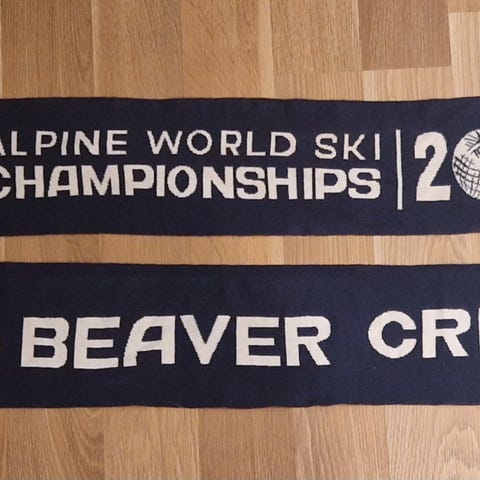 ALPINE WORLD SKI
CHAMPIONSHIPS | 2
BEAVER CR